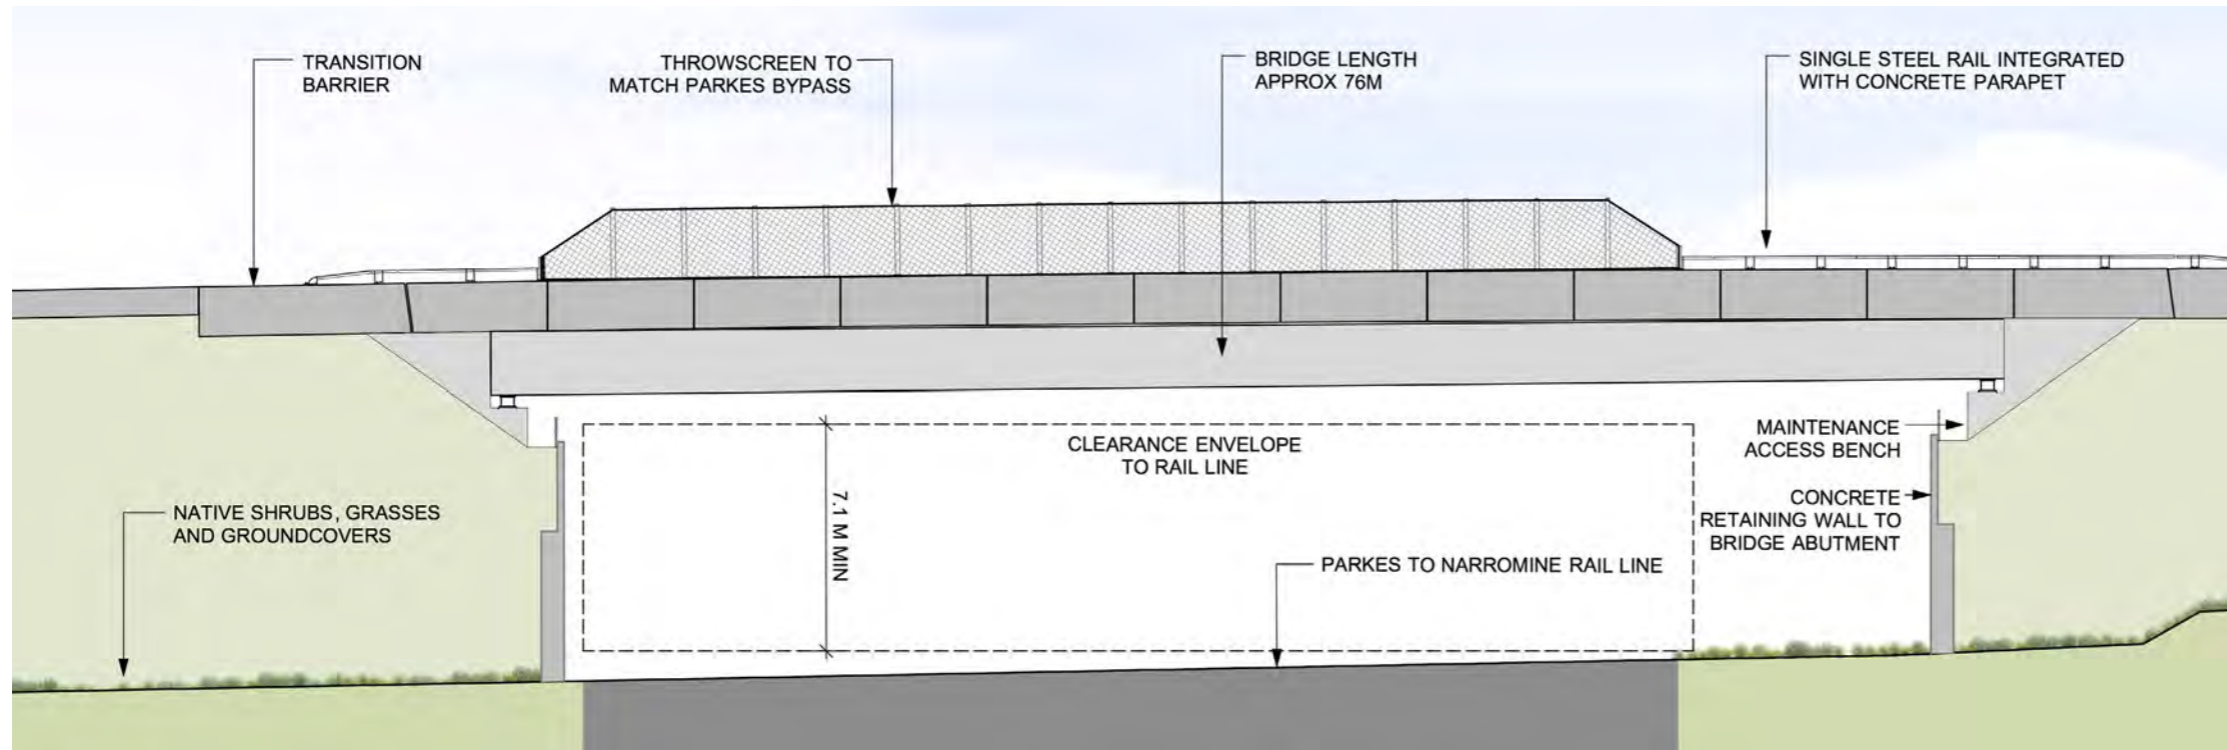 TRANSITION
BARRIER
THROWSCREEN TO
MATCH PARKES BYPASS
BRIDGE LENGTH
APPROX 76M
SINGLE STEEL RAIL INTEGRATED
WITH CONCRETE PARAPET
CLEARANCE ENVELOPE
TO RAIL LINE
MAINTENANCE
ACCESS BENCH
7.1 M MIN
NATIVE SHRUBS, GRASSES
AND GROUNDCOVERS
CONCRETE
RETAINING WALL TO
BRIDGE ABUTMENT
PARKES TO NARROMINE RAIL LINE